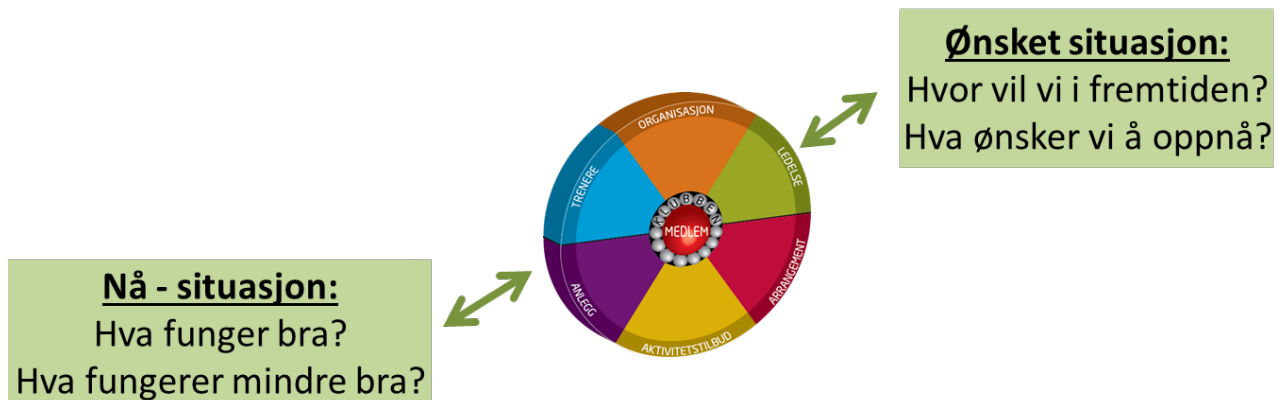 Ønsket situasjon:
Hvor vil vi i fremtiden?
Hva ønsker vi å oppnå?
ORGANISASJON
LEDELSE
TRENERE
KLUBBEN
MEDLEM
ARRANGEMENT
ANLEGG
AKTIVITETSTILBUD
Nå - situasjon:
Hva funger bra?
Hva fungerer mindre bra?